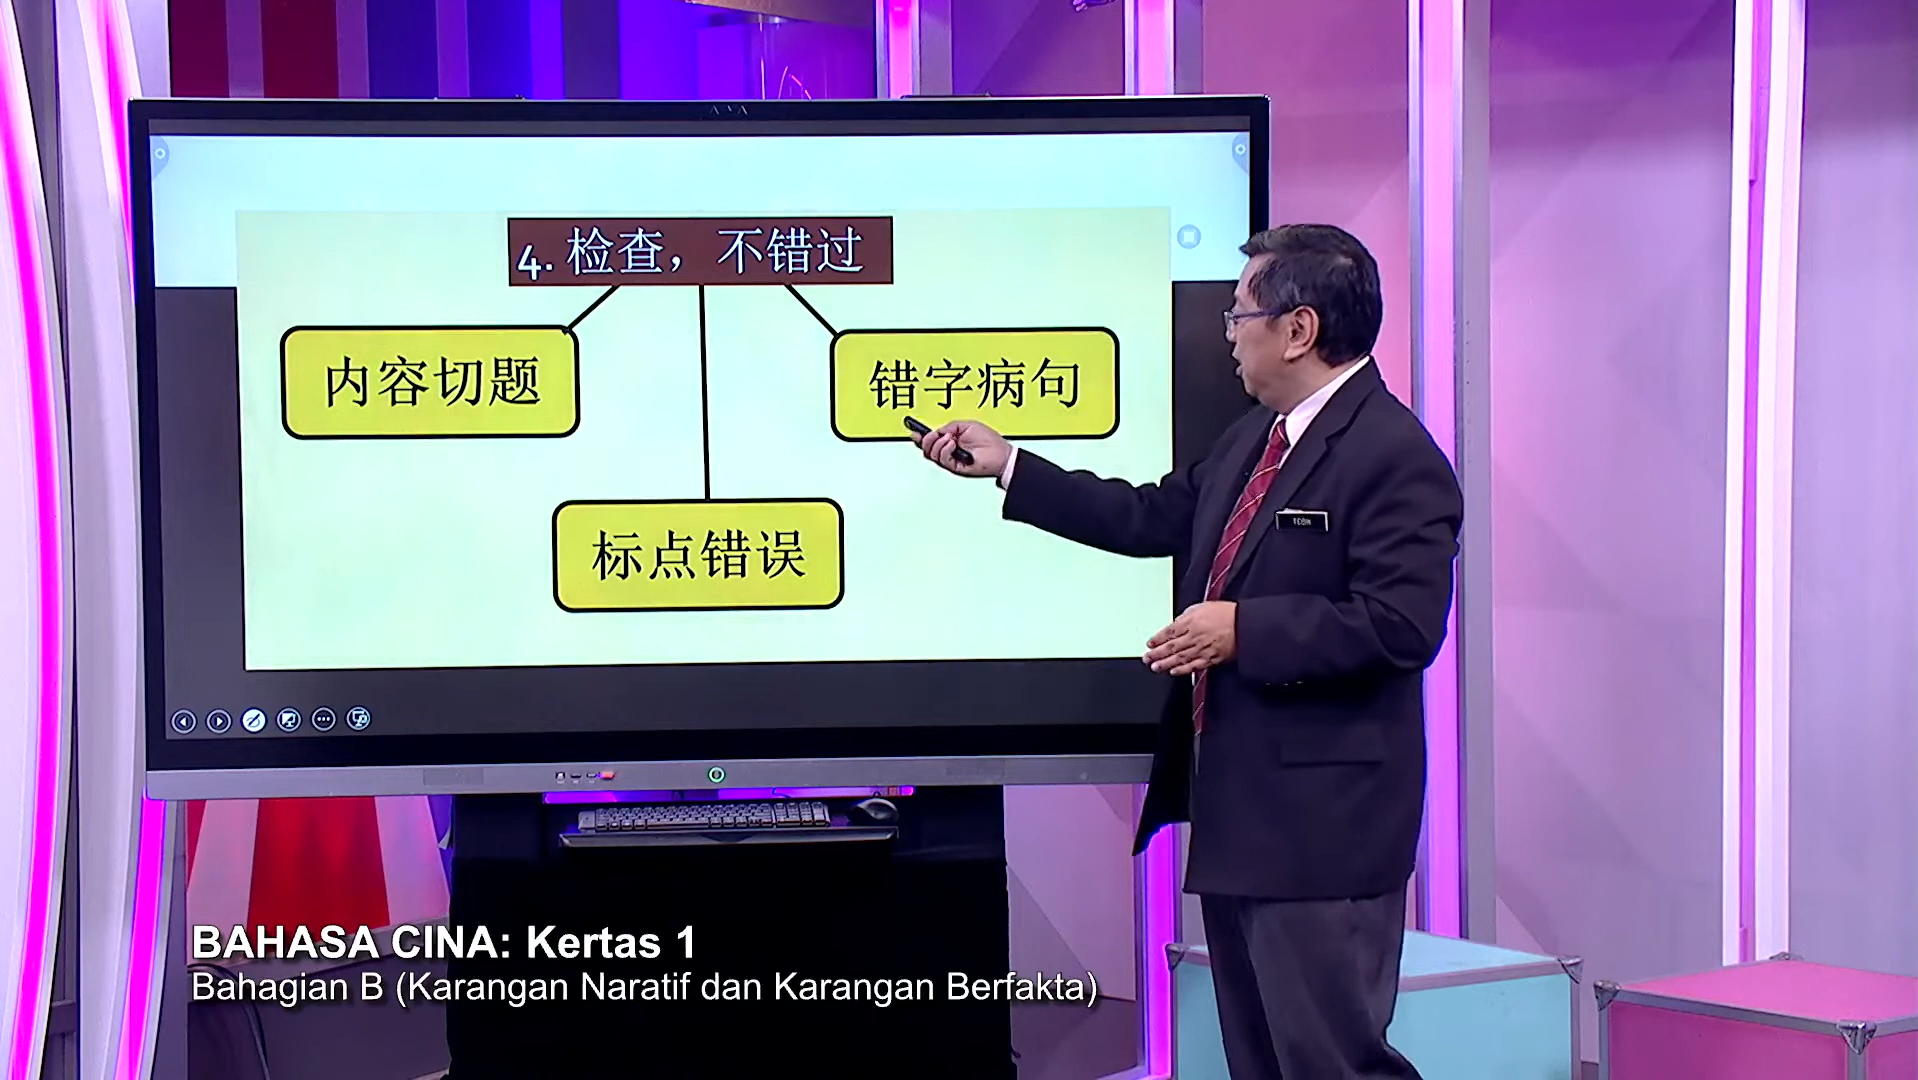 4. 检查，不错过
内容切题
错字病句
标点错误
BAHASA CINA: Kertas 1
Bahagian B (Karangan Naratif dan Karangan Berfakta)